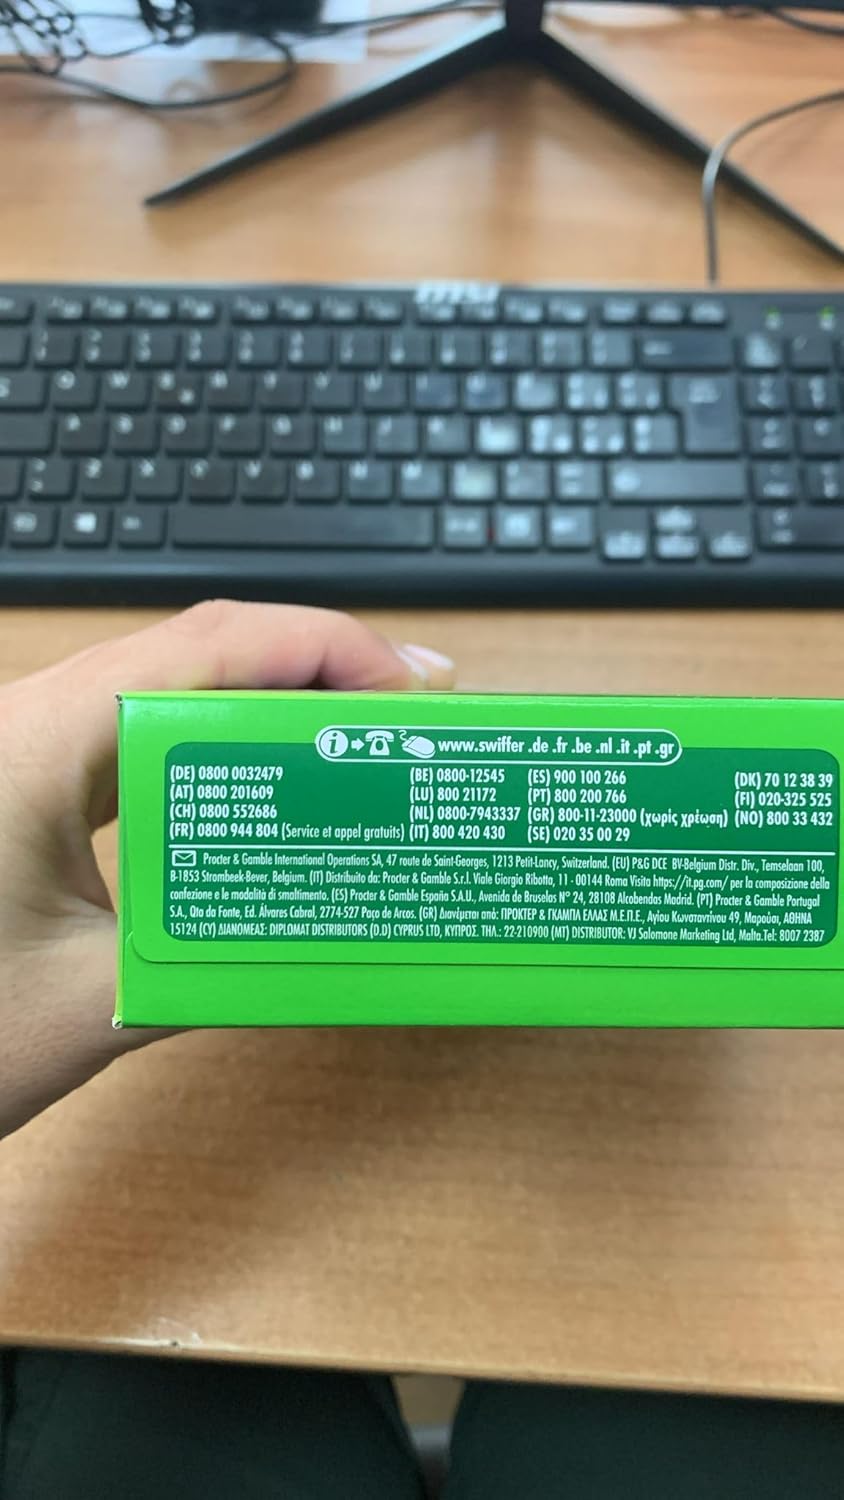 msi
www.swiffer .de .fr .be .nl .it .pt .gr
(DE) 0800 0032479 (BE) 0800-12545 (ES) 900 100 266 (DK) 70 12 38 39
(AT) 0800 201609 (LU) 800 21172 (PT) 800 200 766 (FI) 020-325 525
(CH) 0800 552686 (NL) 0800-7943337 (GR) 800-11-23000 (χωρίς χρέωση) (NO) 800 33 432
(FR) 0800 944 804 (Service et appel gratuits) (IT) 800 420 430 (SE) 020 35 00 29
Procter & Gamble International Operations SA, 47 route de Saint-Georges, 1213 Petit-Lancy, Switzerland. (EU) P&G DCE BV-Belgium Distr. Div., Temselaan 100,
B-1853 Strombeek-Bever, Belgium. (IT) Distribuito da: Procter & Gamble S.r.l. Viale Giorgio Ribotta, 11 - 00144 Roma Visita https://it.pg.com/ per la composizione della
confezione e le modalità di smaltimento. (ES) Procter & Gamble España S.A.U., Avenida de Bruselas N° 24, 28108 Alcobendas Madrid. (PT) Procter & Gamble Portugal
S.A., Qta da Fonte, Ed. Álvares Cabral, 2774-527 Paço de Arcos. (GR) Διανέμεται από: ΠΡΟΚΤΕΡ & ΓΚΑΜΠΛ ΕΛΛΑΣ Μ.Ε.Π.Ε., Αγίου Κωνσταντίνου 49, Μαρούσι, ΑΘΗΝΑ
15124 (CY) ΔΙΑΝΟΜΕΑΣ: DIPLOMAT DISTRIBUTORS (D.D) CYPRUS LTD, ΚΥΠΡΟΣ. ΤΗΛ.: 22-210900 (MT) DISTRIBUTOR: VJ Salomone Marketing Ltd, Malta.Tel: 8007 2387